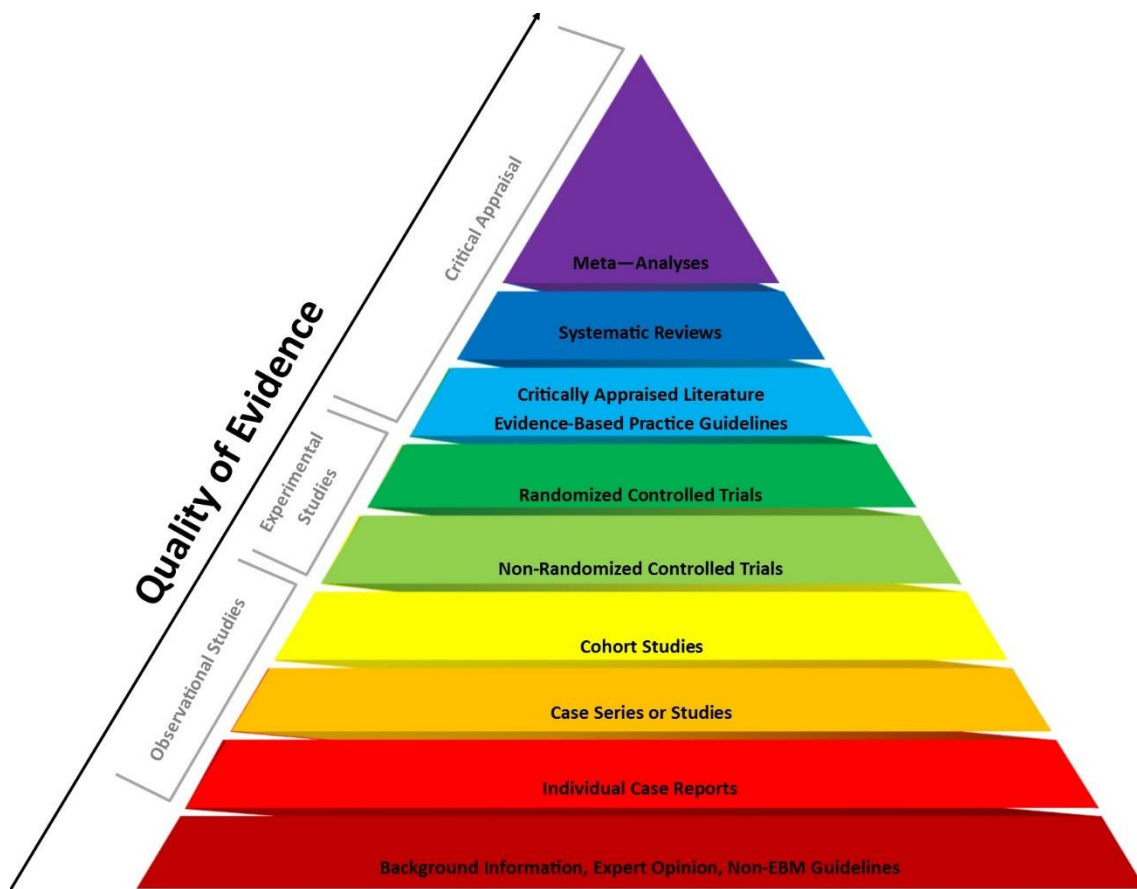 Quality of Evidence
Critical Appraisal
Experimental
Studies
Observational Studies
Meta—Analyses
Systematic Reviews
Critically Appraised Literature
Evidence-Based Practice Guidelines
Randomized Controlled Trials
Non-Randomized Controlled Trials
Cohort Studies
Case Series or Studies
Individual Case Reports
Background Information, Expert Opinion, Non-EBM Guidelines